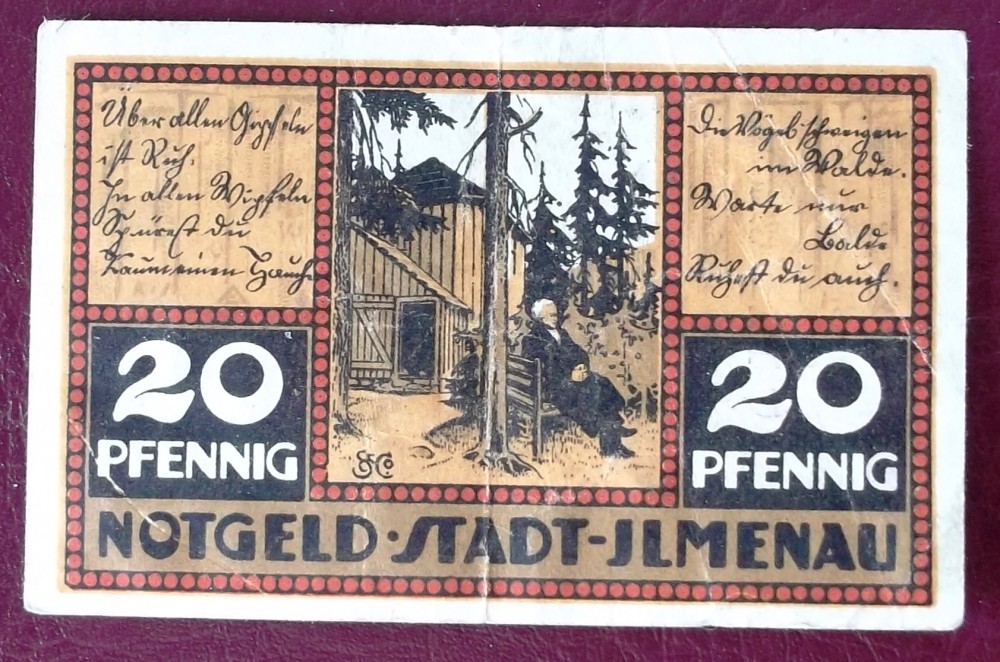 Über allen Gipfeln
ist Ruh.
In allen Wipfeln
Spürest du
Kaum einen Hauch
Die Vögel schweigen
im Walde.
Warte nur
Balde
Ruhest du auch.
20
PFENNIG
20
PFENNIG
NOTGELD·STADT-JLMENAU